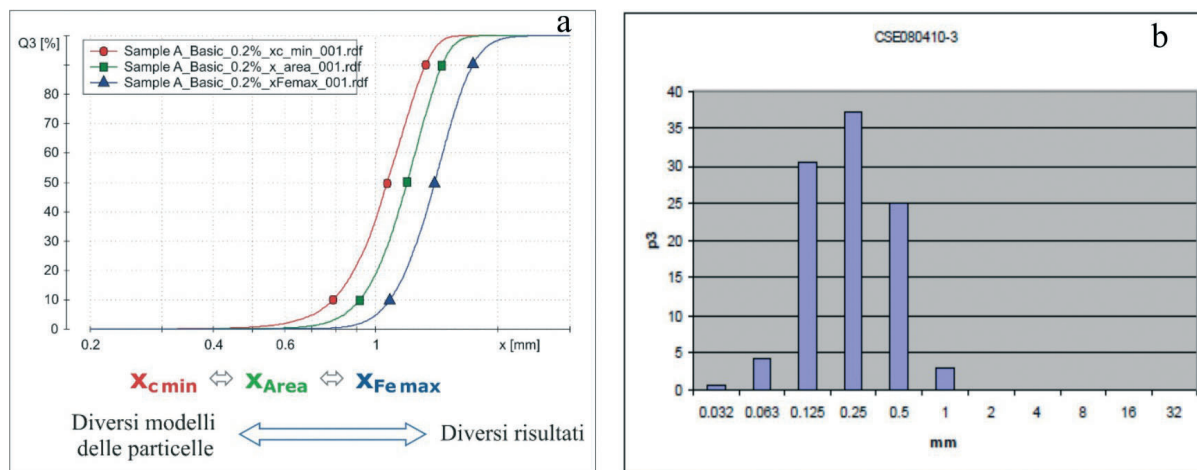 a
Q3 [%]
Sample A_Basic_0.2%_xc_min_001.rdf
Sample A_Basic_0.2%_x_area_001.rdf
Sample A_Basic_0.2%_xFemax_001.rdf
80
70
60
50
40
30
20
10
0
0.2 0.4 0.6 1 x [mm]
xc min ⇔ xArea ⇔ xFe max
Diversi modelli
delle particelle
Diversi risultati
b
CSE080410-3
40
35
30
25
20
15
10
5
0
p3
0.032 0.063 0.125 0.25 0.5 1 2 4 8 16 32
mm